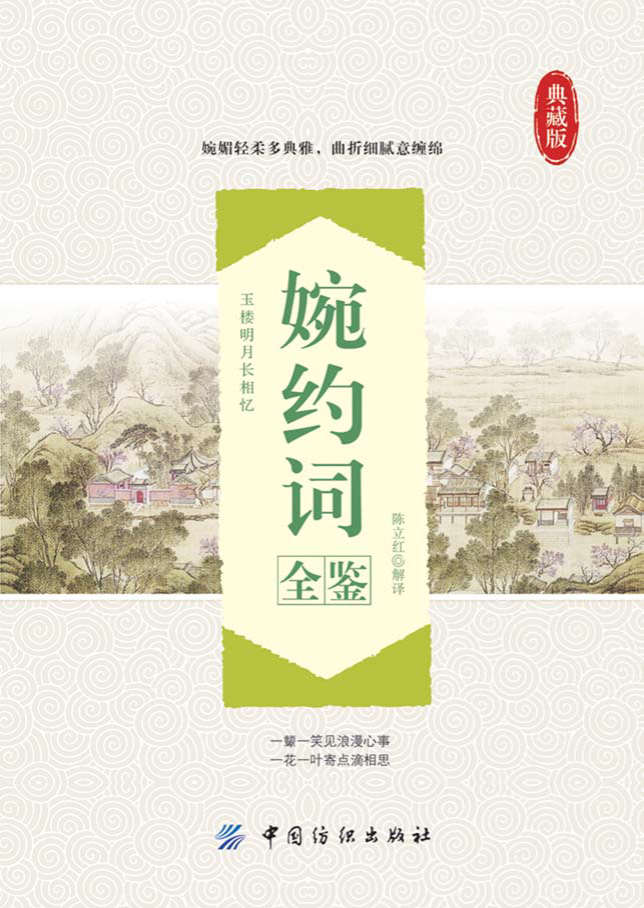 典藏版
婉媚轻柔多典雅，曲折细腻意缠绵
婉约词
全鉴
玉楼明月长相忆
陈立红◎解译
一颦一笑见浪漫心事
一花一叶寄点滴相思
中国纺织出版社